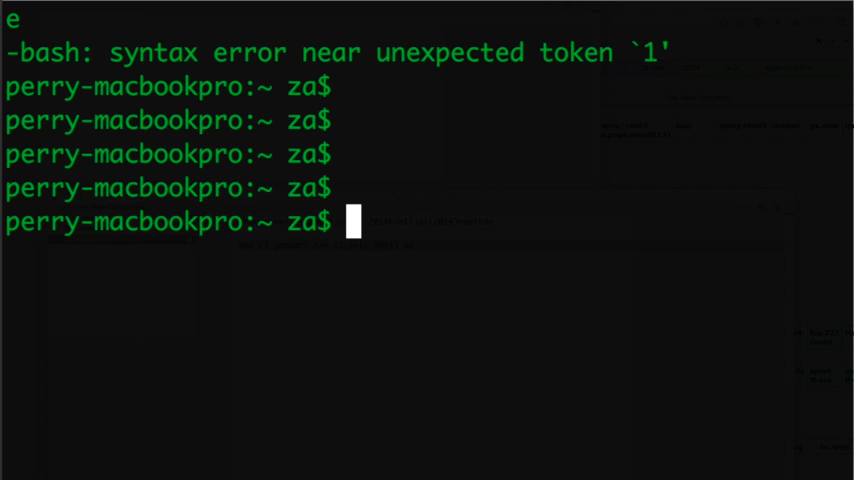 e
-bash: syntax error near unexpected token `1'
perry-macbookpro:~ za$
perry-macbookpro:~ za$
perry-macbookpro:~ za$
perry-macbookpro:~ za$
perry-macbookpro:~ za$